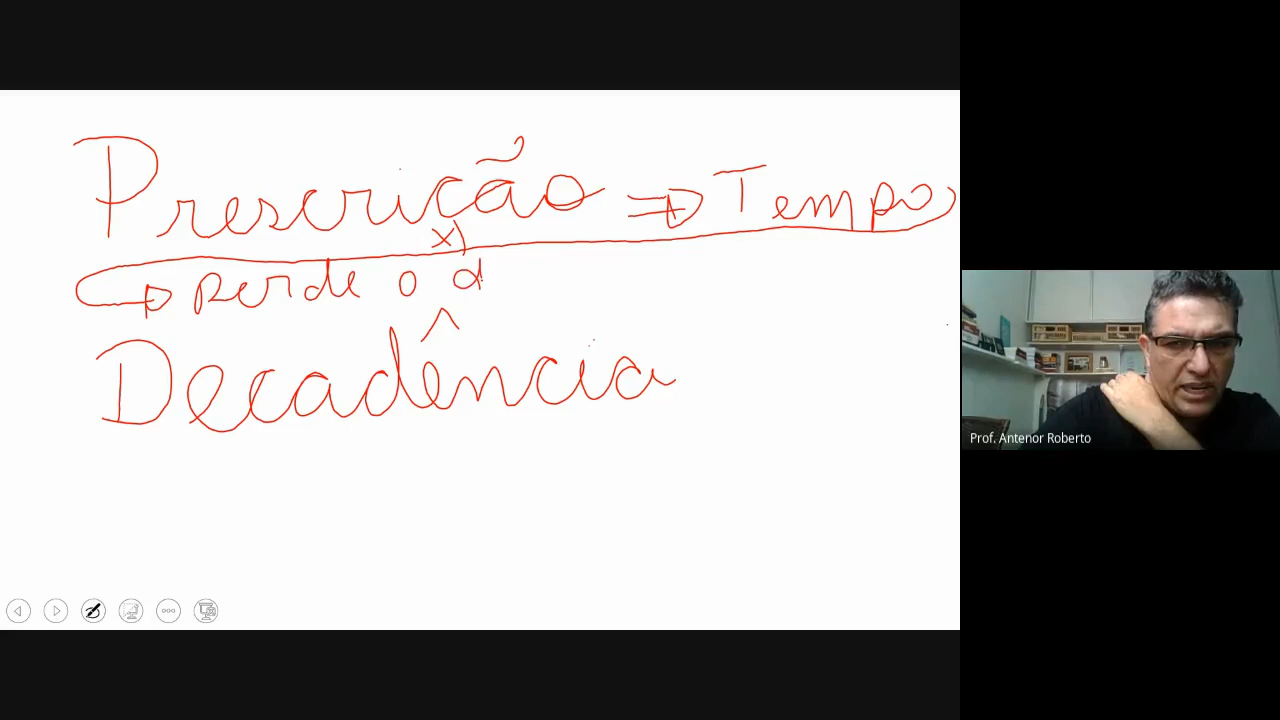 Prescrição => Tempo
x)
perde o d
Decadência
Prof. Antenor Roberto